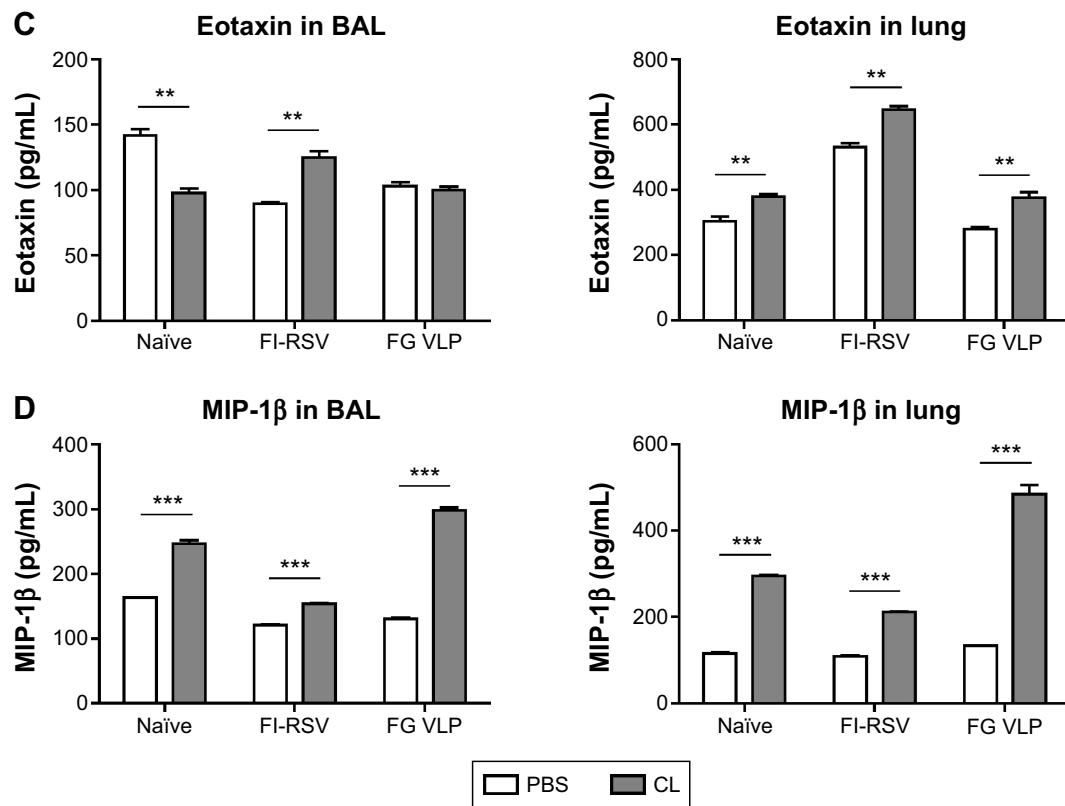 C
Eotaxin in BAL
Eotaxin (pg/mL)
200
150
100
50
0
**
**
Naïve FI-RSV FG VLP
Eotaxin in lung
Eotaxin (pg/mL)
800
600
400
200
0
**
**
**
Naïve FI-RSV FG VLP
D
MIP-1β in BAL
MIP-1β (pg/mL)
400
300
200
100
0
***
***
***
Naïve FI-RSV FG VLP
MIP-1β in lung
MIP-1β (pg/mL)
600
400
200
0
***
***
***
Naïve FI-RSV FG VLP
PBS CL